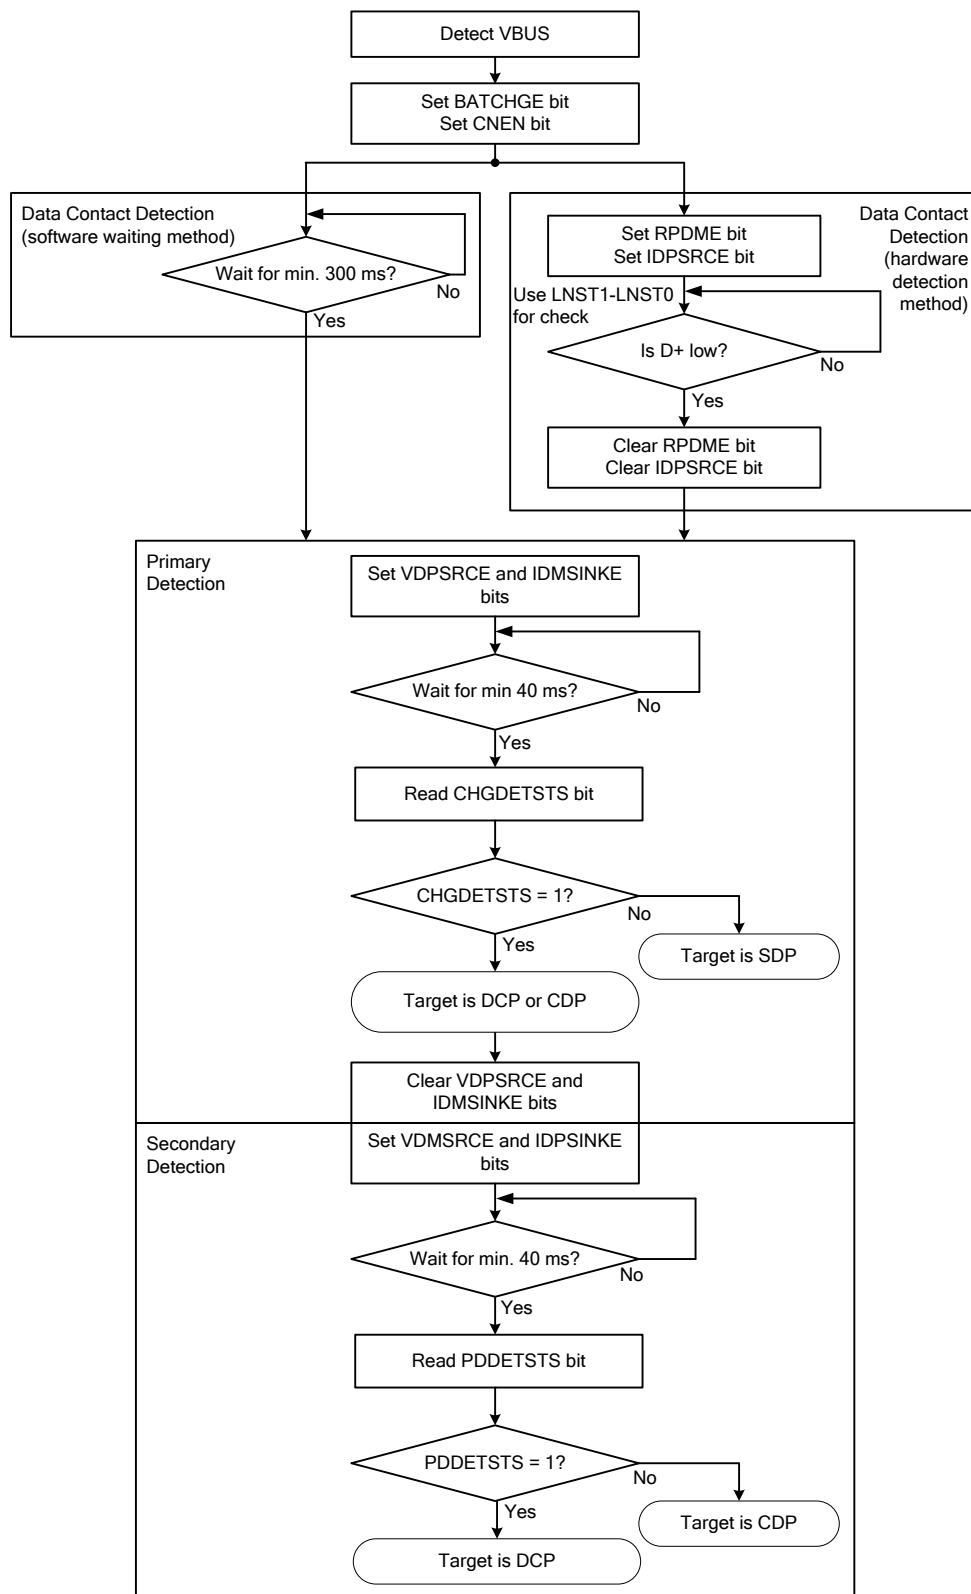 Detect VBUS
Set BATCHGE bit
Set CNEN bit
Data Contact Detection
(software waiting method)
Wait for min. 300 ms?
No
Yes
Data Contact
Detection
(hardware
detection
method)
Set RPDME bit
Set IDPSRCE bit
Use LNST1-LNST0
for check
Is D+ low?
No
Yes
Clear RPDME bit
Clear IDPSRCE bit
Primary
Detection
Set VDPSRCE and IDMSINKE
bits
Wait for min 40 ms?
No
Yes
Read CHGDETSTS bit
CHGDETSTS = 1?
No
Yes
Target is SDP
Target is DCP or CDP
Clear VDPSRCE and
IDMSINKE bits
Secondary
Detection
Set VDMSRCE and IDPSINKE
bits
Wait for min. 40 ms?
No
Yes
Read PDDETSTS bit
PDDETSTS = 1?
No
Yes
Target is CDP
Target is DCP